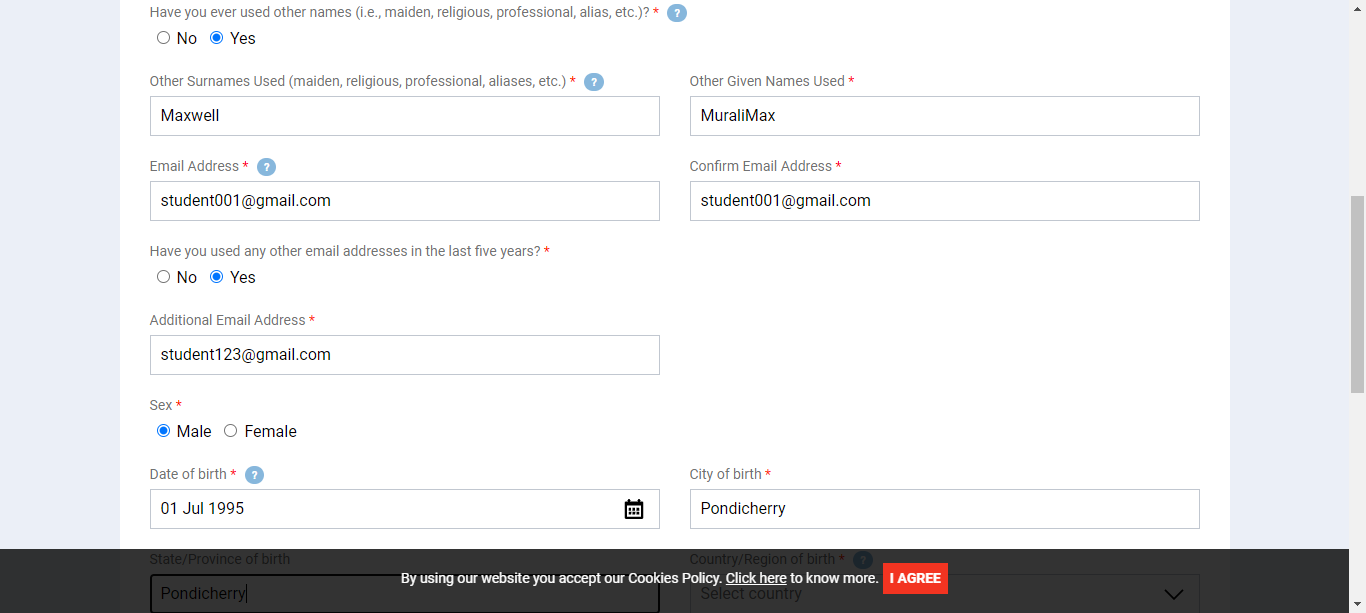 Have you ever used other names (i.e., maiden, religious, professional, alias, etc.)? * ?
No Yes
Other Surnames Used (maiden, religious, professional, aliases, etc.) * ? Other Given Names Used *
Maxwell MuraliMax
Email Address * ? Confirm Email Address *
student001@gmail.com student001@gmail.com
Have you used any other email addresses in the last five years? *
No Yes
Additional Email Address *
student123@gmail.com
Sex *
Male Female
Date of birth * ? City of birth *
01 Jul 1995 Pondicherry
State/Province of birth Country/Region of birth * ?
By using our website you accept our Cookies Policy. Click here to know more. I AGREE
Pondicherry Select country